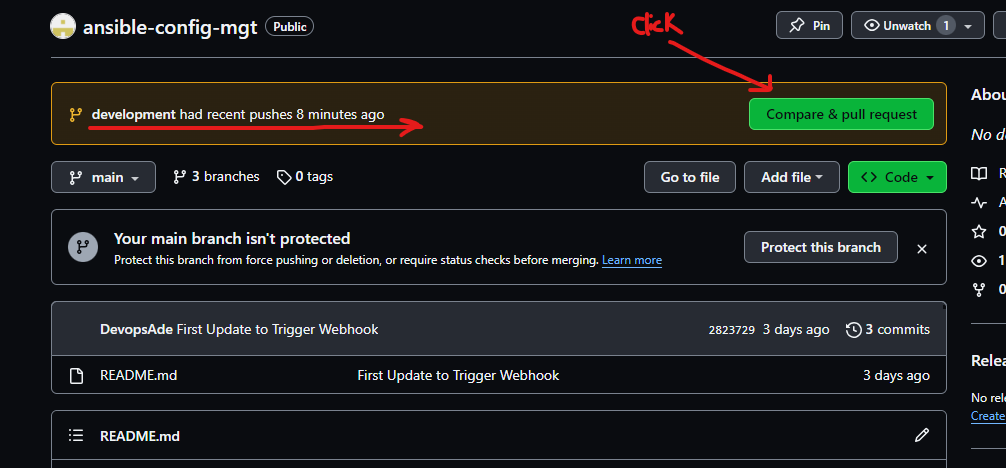 ansible-config-mgt Public
Click
Pin
Unwatch 1
development had recent pushes 8 minutes ago
Compare & pull request
main
3 branches
0 tags
Go to file
Add file
<> Code
Your main branch isn't protected
Protect this branch from force pushing or deletion, or require status checks before merging. Learn more
Protect this branch
DevopsAde First Update to Trigger Webhook
2823729 3 days ago
3 commits
README.md
First Update to Trigger Webhook
3 days ago
README.md
No
0
1
0
No
Create